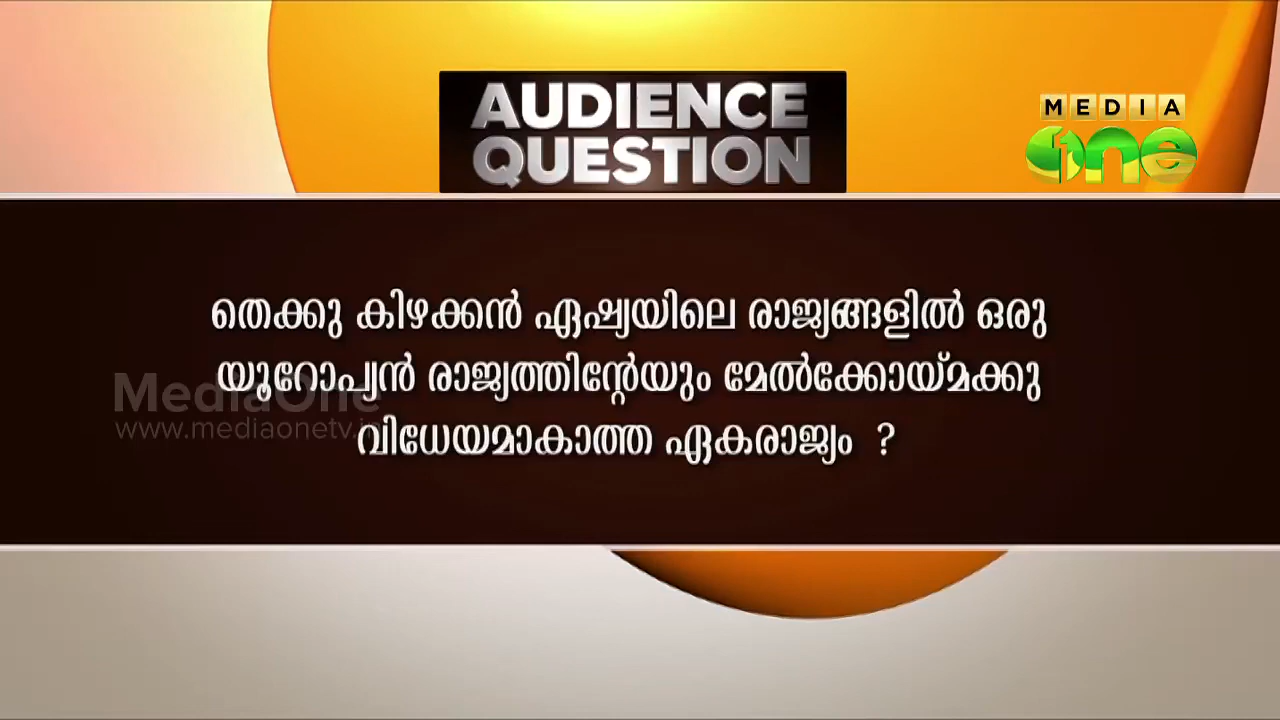 AUDIENCE
QUESTION
MEDIA
one
തെക്കു കിഴക്കൻ ഏഷ്യയിലെ രാജ്യങ്ങളിൽ ഒരു
യൂറോപ്യൻ രാജ്യത്തിന്റേയും മേൽക്കോയ്മക്കു
വിധേയമാകാത്ത ഏകരാജ്യം ?
MediaOne
www.mediaonetv.in